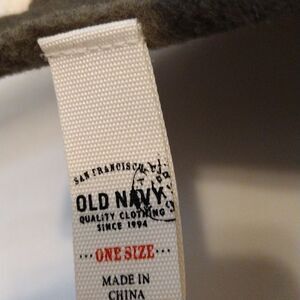 SAN FRANCISCO
OLD NAVY
QUALITY CLOTHING
SINCE 1994
...ONE SIZE...
MADE IN
CHINA